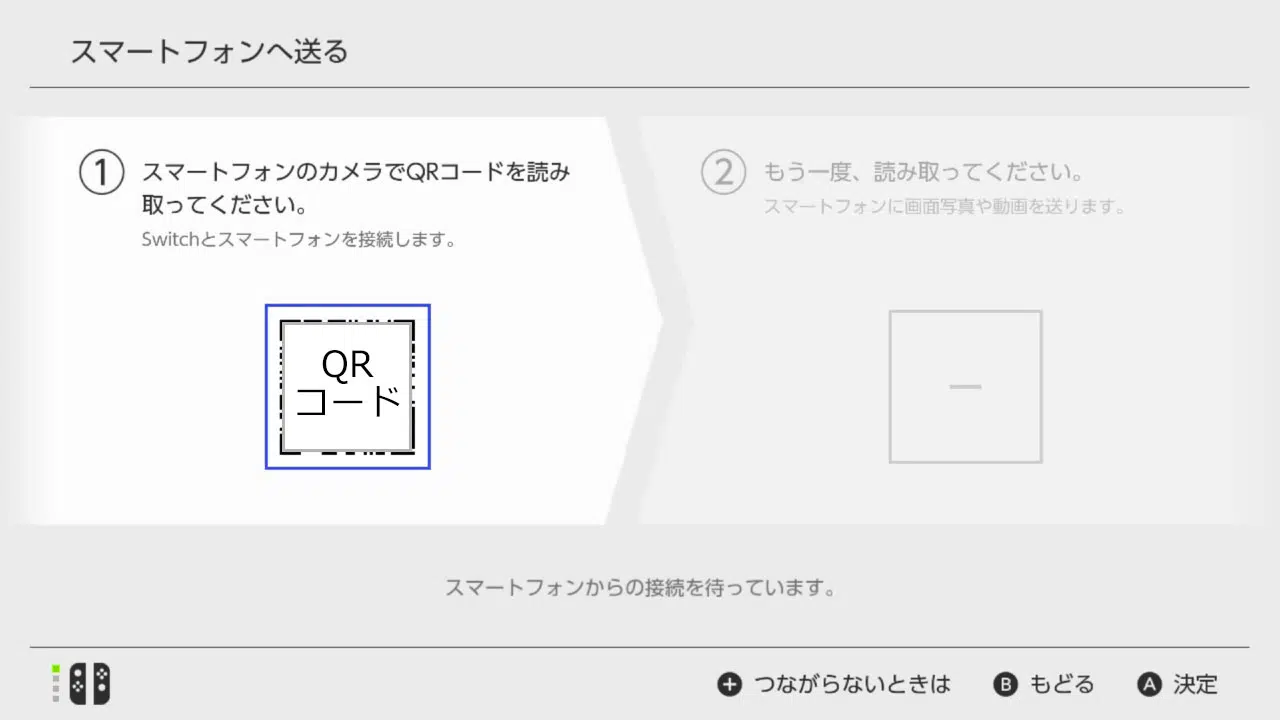 スマートフォンへ送る
① スマートフォンのカメラでQRコードを読み
取ってください。
Switchとスマートフォンを接続します。
QR
コード
② もう一度、読み取ってください。
スマートフォンに画面写真や動画を送ります。
スマートフォンからの接続を待っています。
+ つながらないときは B もどる A 決定